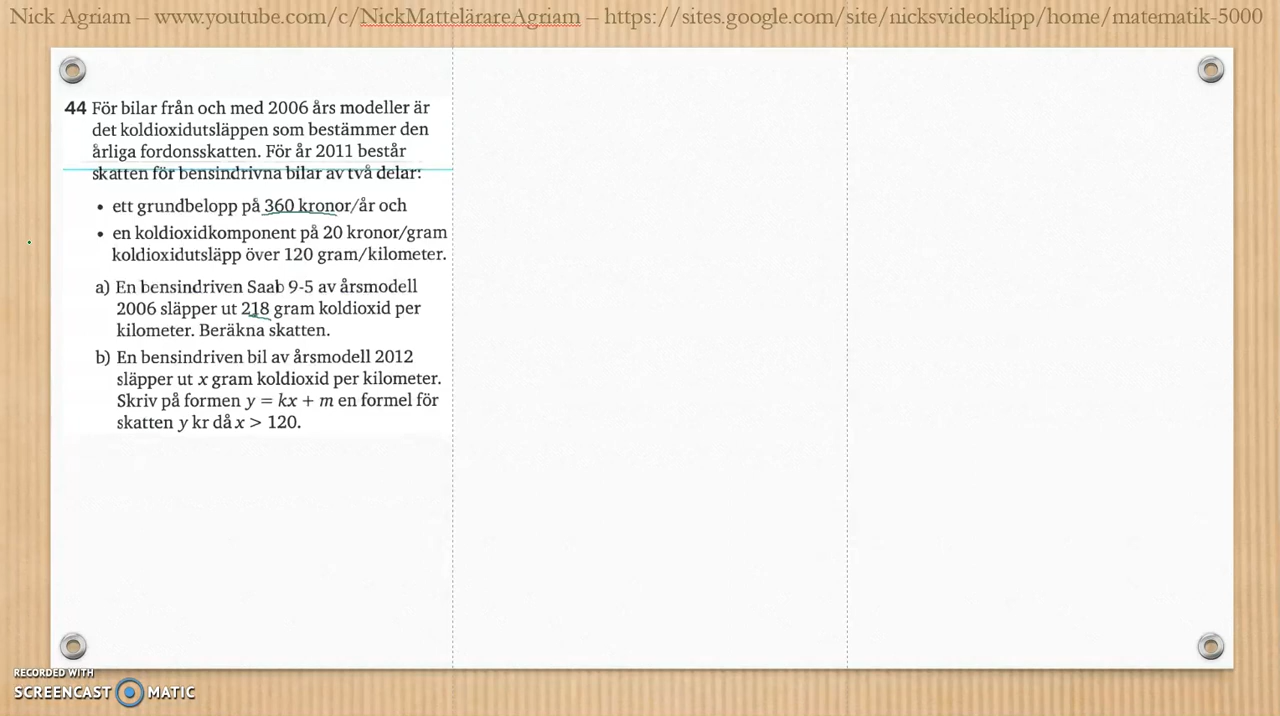 Nick Agriam – www.youtube.com/c/NickMattelärareAgriam – https://sites.google.com/site/nicksvideoklipp/home/matematik-5000
44 För bilar från och med 2006 års modeller är
det koldioxidutsläppen som bestämmer den
årliga fordonsskatten. För år 2011 består
skatten för bensindrivna bilar av två delar:
• ett grundbelopp på 360 kronor/år och
• en koldioxidkomponent på 20 kronor/gram
koldioxidutsläpp över 120 gram/kilometer.
a) En bensindriven Saab 9-5 av årsmodell
2006 släpper ut 218 gram koldioxid per
kilometer. Beräkna skatten.
b) En bensindriven bil av årsmodell 2012
släpper ut x gram koldioxid per kilometer.
Skriv på formen y = kx + m en formel för
skatten y kr då x > 120.
RECORDED WITH
SCREENCAST MATIC